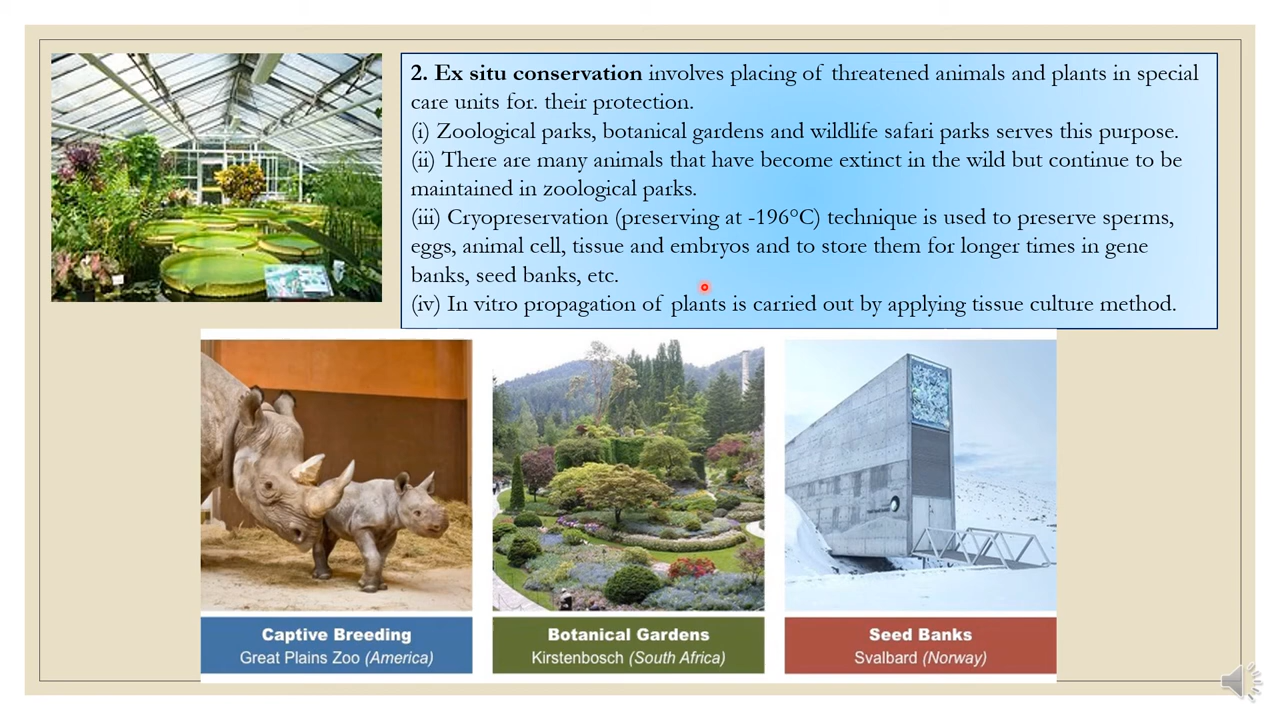 2. Ex situ conservation involves placing of threatened animals and plants in special
care units for. their protection.
(i) Zoological parks, botanical gardens and wildlife safari parks serves this purpose.
(ii) There are many animals that have become extinct in the wild but continue to be
maintained in zoological parks.
(iii) Cryopreservation (preserving at -196°C) technique is used to preserve sperms,
eggs, animal cell, tissue and embryos and to store them for longer times in gene
banks, seed banks, etc.
(iv) In vitro propagation of plants is carried out by applying tissue culture method.
Captive Breeding
Great Plains Zoo (America)
Botanical Gardens
Kirstenbosch (South Africa)
Seed Banks
Svalbard (Norway)